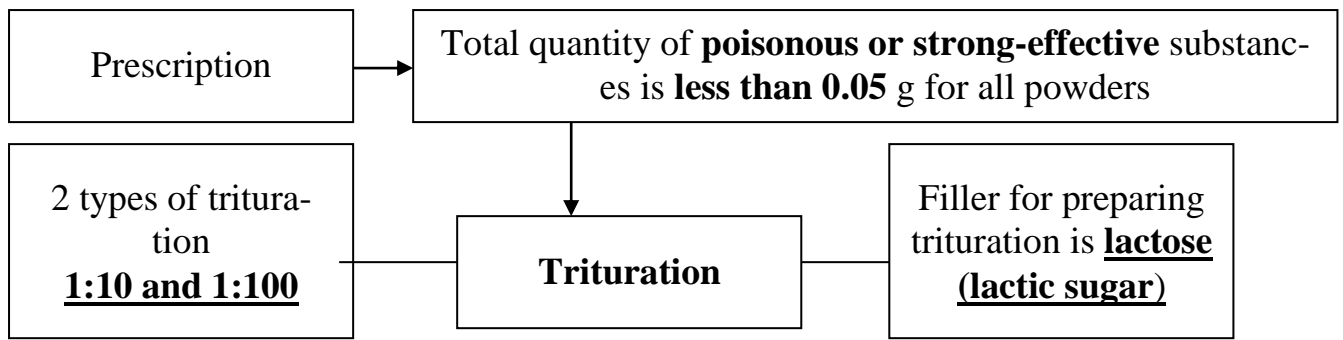 Prescription
Total quantity of poisonous or strong-effective substanc-
es is less than 0.05 g for all powders
2 types of tritura-
tion
1:10 and 1:100
Trituration
Filler for preparing
trituration is lactose
(lactic sugar)